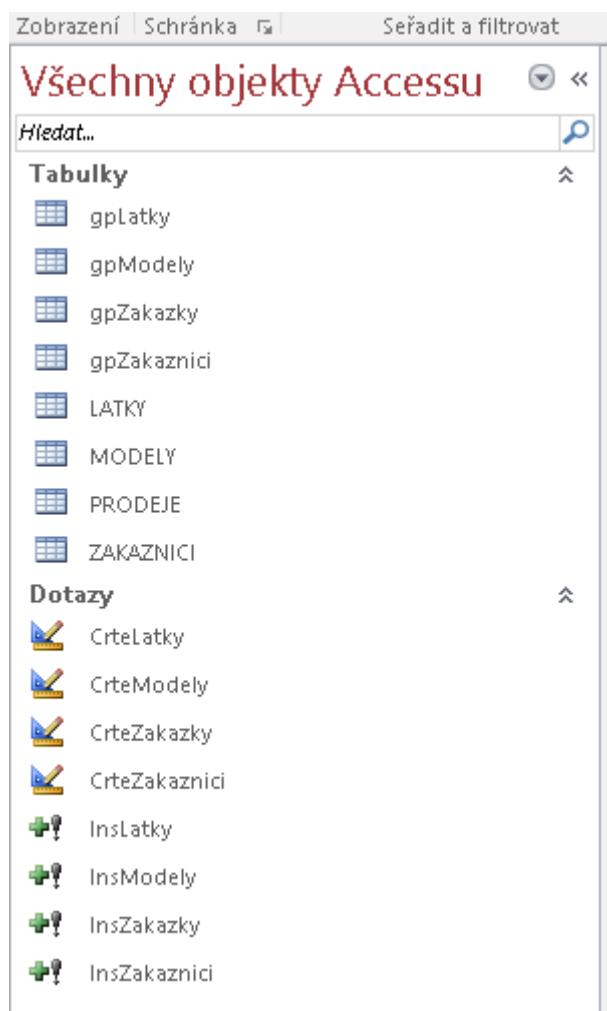 Zobrazení Schránka Seřadit a filtrovat
Všechny objekty Accessu
Hledat...
Tabulky
gpLatky
gpModely
gpZakazky
gpZakaznici
LATKY
MODELY
PRODEJE
ZAKAZNICI
Dotazy
CrteLatky
CrteModely
CrteZakazky
CrteZakaznici
InsLatky
InsModely
InsZakazky
InsZakaznici